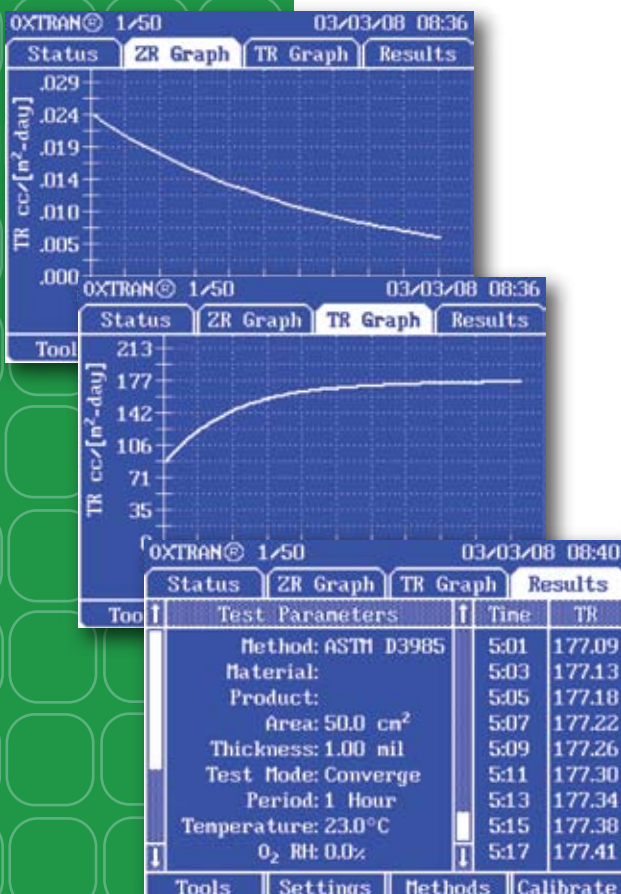 OXTRAN® 1/50 03/03/08 08:36
Status ZR Graph TR Graph Results
TR cc/[m²-day]
.029
.024
.019
.014
.010
.005
.000
OXTRAN® 1/50 03/03/08 08:36
Status ZR Graph TR Graph Results
TR cc/[m²-day]
213
177
142
106
71
35
OXTRAN® 1/50 03/03/08 08:40
Status ZR Graph TR Graph Results
Test Parameters Time TR
Method: ASTM D3985 5:01 177.09
Material: 5:03 177.13
Product: 5:05 177.18
Area: 50.0 cm² 5:07 177.22
Thickness: 1.00 mil 5:09 177.26
Test Mode: Converge 5:11 177.30
Period: 1 Hour 5:13 177.34
Temperature: 23.0°C 5:15 177.38
O₂ RH: 0.0% 5:17 177.41
Tools Settings Methods Calibrate